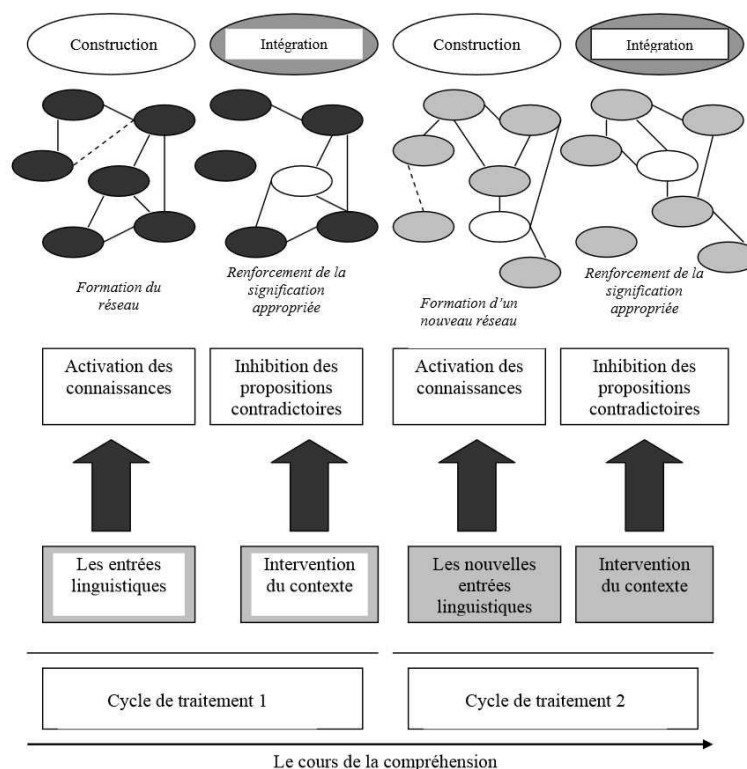 Construction
Intégration
Construction
Intégration
Formation du
réseau
Renforcement de la
signification
appropriée
Formation d'un
nouveau réseau
Renforcement de la
signification
appropriée
Activation des
connaissances
Inhibition des
propositions
contradictoires
Activation des
connaissances
Inhibition des
propositions
contradictoires
Les entrées
linguistiques
Intervention
du contexte
Les nouvelles
entrées
linguistiques
Intervention
du contexte
Cycle de traitement 1
Cycle de traitement 2
Le cours de la compréhension